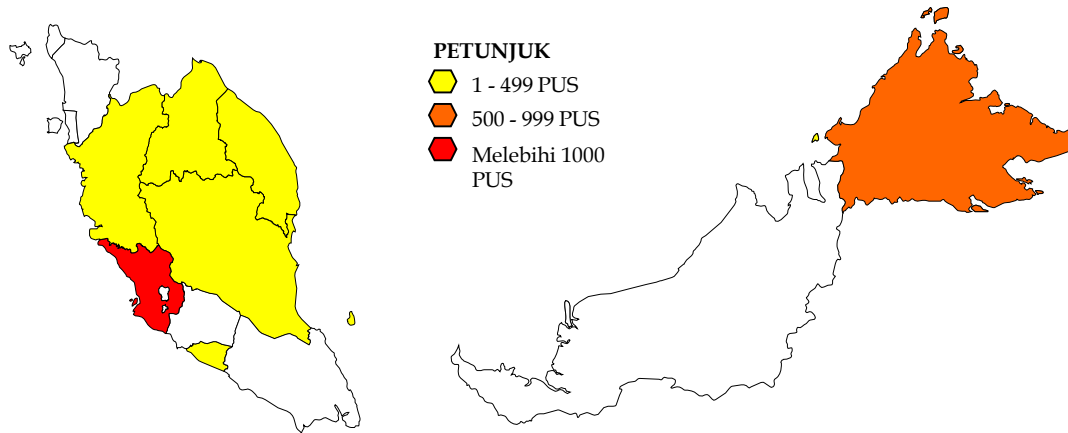 PETUNJUK
1 - 499 PUS
500 - 999 PUS
Melebihi 1000
PUS